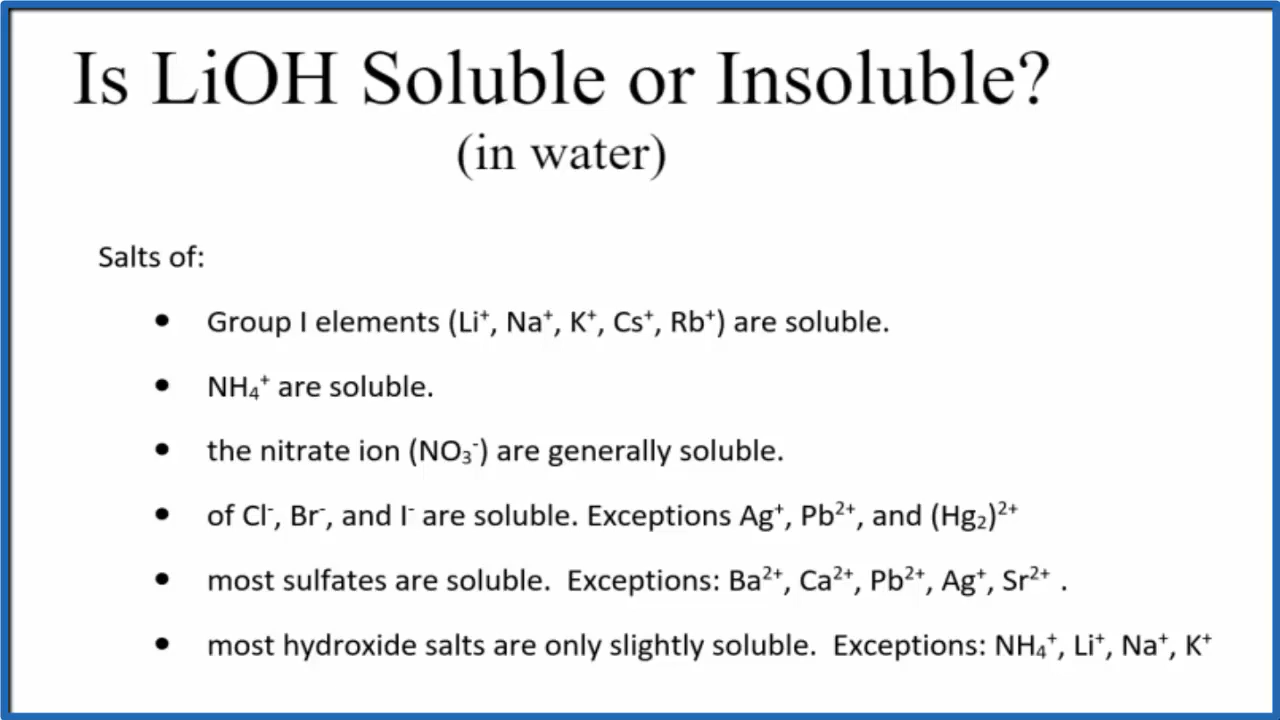 Is LiOH Soluble or Insoluble?
(in water)
Salts of:
• Group I elements (Li⁺, Na⁺, K⁺, Cs⁺, Rb⁺) are soluble.
• NH₄⁺ are soluble.
• the nitrate ion (NO₃⁻) are generally soluble.
• of Cl⁻, Br⁻, and I⁻ are soluble. Exceptions Ag⁺, Pb²⁺, and (Hg₂)²⁺
• most sulfates are soluble.  Exceptions: Ba²⁺, Ca²⁺, Pb²⁺, Ag⁺, Sr²⁺ .
• most hydroxide salts are only slightly soluble.  Exceptions: NH₄⁺, Li⁺, Na⁺, K⁺